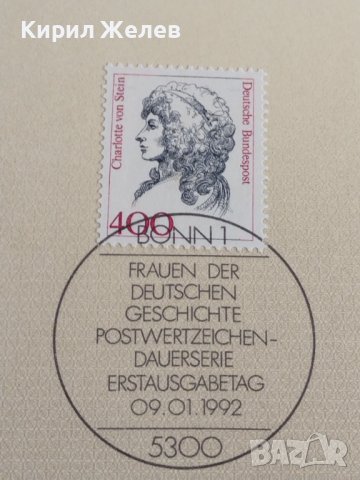 Кирил Желев
Charlotte von Stein
Deutsche Bundespost
400
BONN 1
FRAUEN DER
DEUTSCHEN
GESCHICHTE
POSTWERTZEICHEN-
DAUERSERIE
ERSTAUSGABETAG
09.01.1992
5300
BAZAR